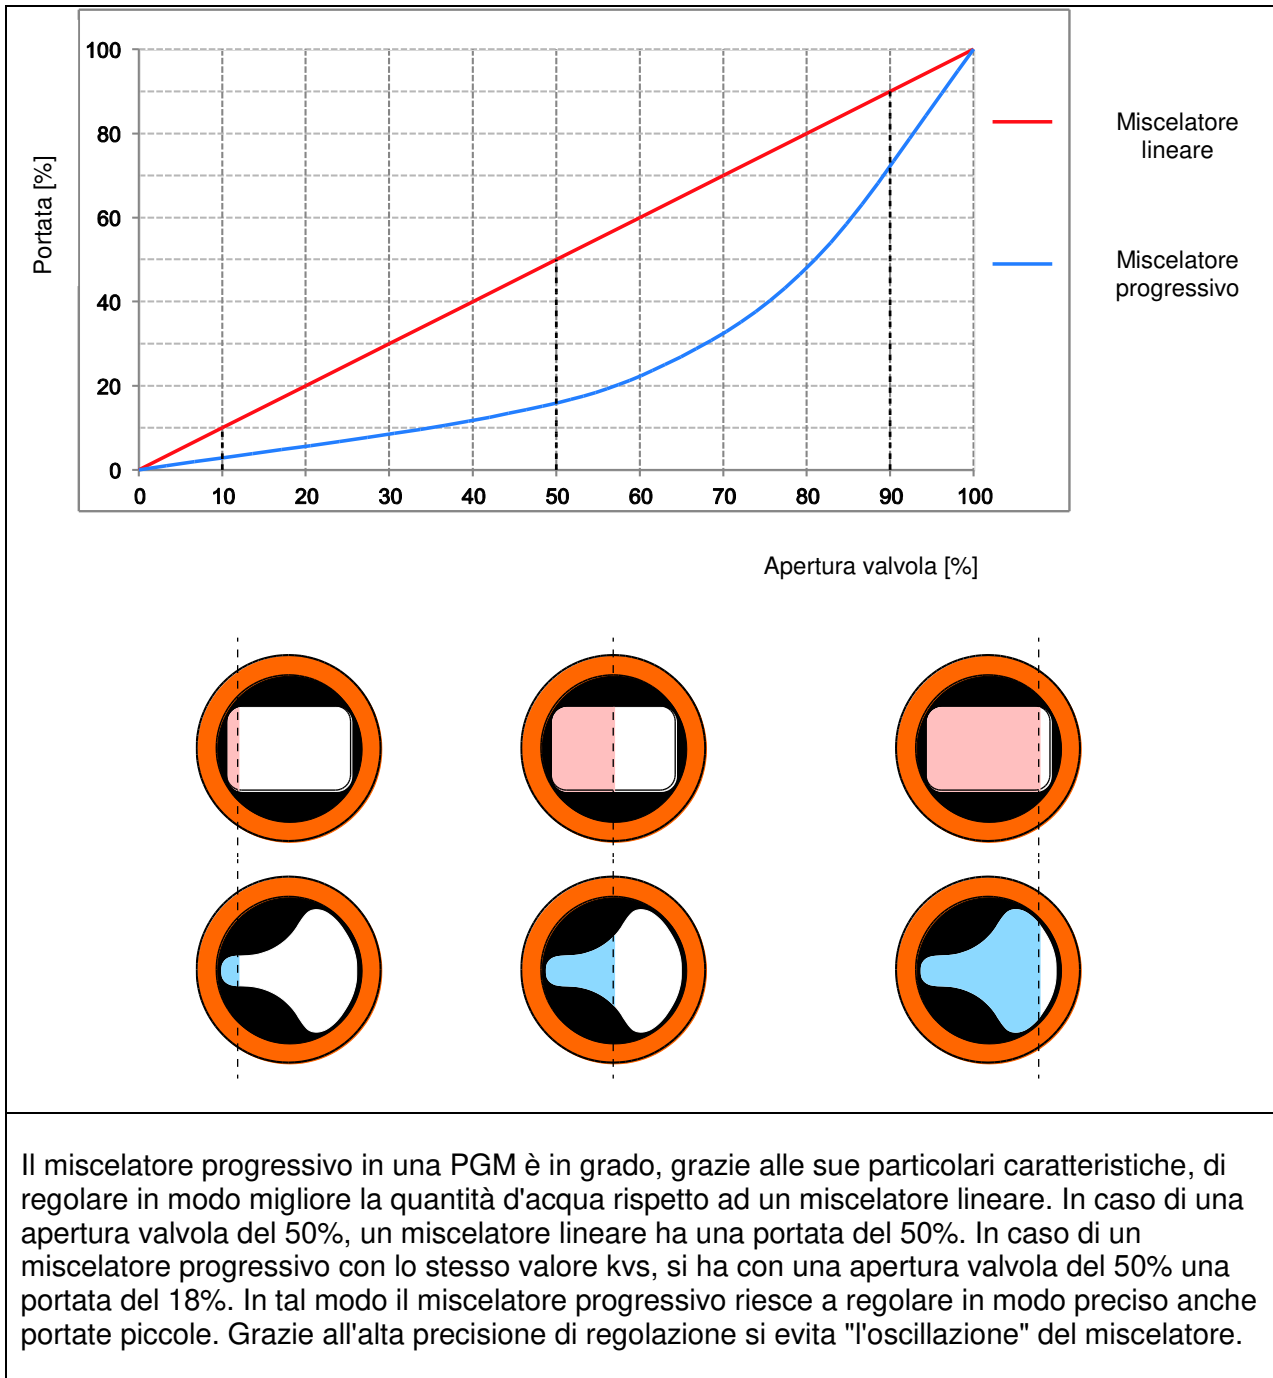 100
80
60
40
20
0
Portata [%]
0 10 20 30 40 50 60 70 80 90 100
Apertura valvola [%]
Miscelatore
lineare
Miscelatore
progressivo
Il miscelatore progressivo in una PGM è in grado, grazie alle sue particolari caratteristiche, di
regolare in modo migliore la quantità d'acqua rispetto ad un miscelatore lineare. In caso di una
apertura valvola del 50%, un miscelatore lineare ha una portata del 50%. In caso di un
miscelatore progressivo con lo stesso valore kvs, si ha con una apertura valvola del 50% una
portata del 18%. In tal modo il miscelatore progressivo riesce a regolare in modo preciso anche
portate piccole. Grazie all'alta precisione di regolazione si evita "l'oscillazione" del miscelatore.